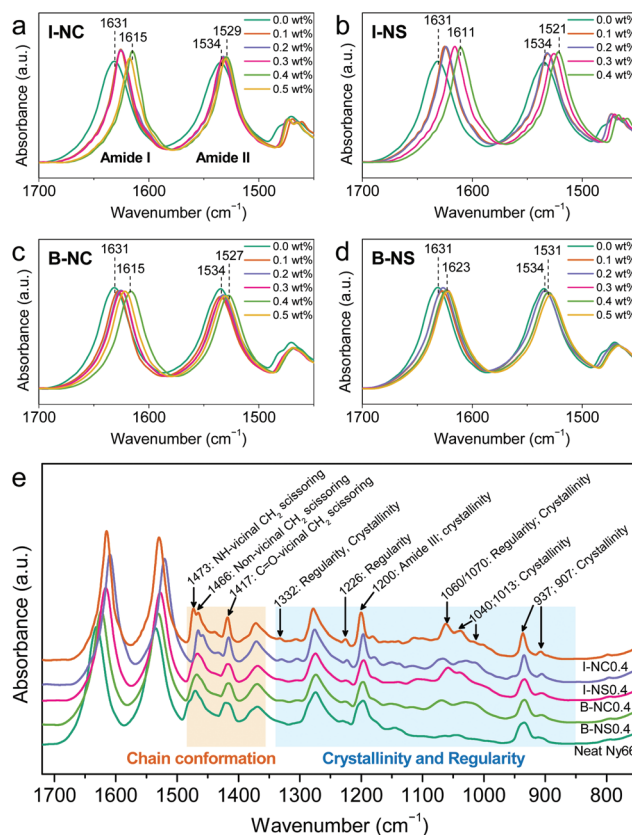 a
I-NC
1631
1615
1529
1534
0.0 wt%
0.1 wt%
0.2 wt%
0.3 wt%
0.4 wt%
0.5 wt%
Amide I
Amide II
Absorbance (a.u.)
1700
1600
1500
Wavenumber (cm⁻¹)
b
I-NS
1631
1611
1521
1534
0.0 wt%
0.1 wt%
0.2 wt%
0.3 wt%
0.4 wt%
Absorbance (a.u.)
1700
1600
1500
Wavenumber (cm⁻¹)
c
B-NC
1631
1615
1527
1534
0.0 wt%
0.1 wt%
0.2 wt%
0.3 wt%
0.4 wt%
0.5 wt%
Absorbance (a.u.)
1700
1600
1500
Wavenumber (cm⁻¹)
d
B-NS
1631
1623
1531
1534
0.0 wt%
0.1 wt%
0.2 wt%
0.3 wt%
0.4 wt%
0.5 wt%
Absorbance (a.u.)
1700
1600
1500
Wavenumber (cm⁻¹)
e
1473: NH-vicinal CH₂ scissoring
1466: Non-vicinal CH₂ scissoring
1417: C=O-vicinal CH₂ scissoring
1332: Regularity, Crystallinity
1226: Regularity
1200: Amide III; crystallinity
1060/1070: Regularity; Crystallinity
1040;1013: Crystallinity
937; 907: Crystallinity
I-NC0.4
I-NS0.4
B-NC0.4
B-NS0.4
Neat Ny66
Chain conformation
Crystallinity and Regularity
Absorbance (a.u.)
1700
1600
1500
1400
1300
1200
1100
1000
900
800
Wavenumber (cm⁻¹)